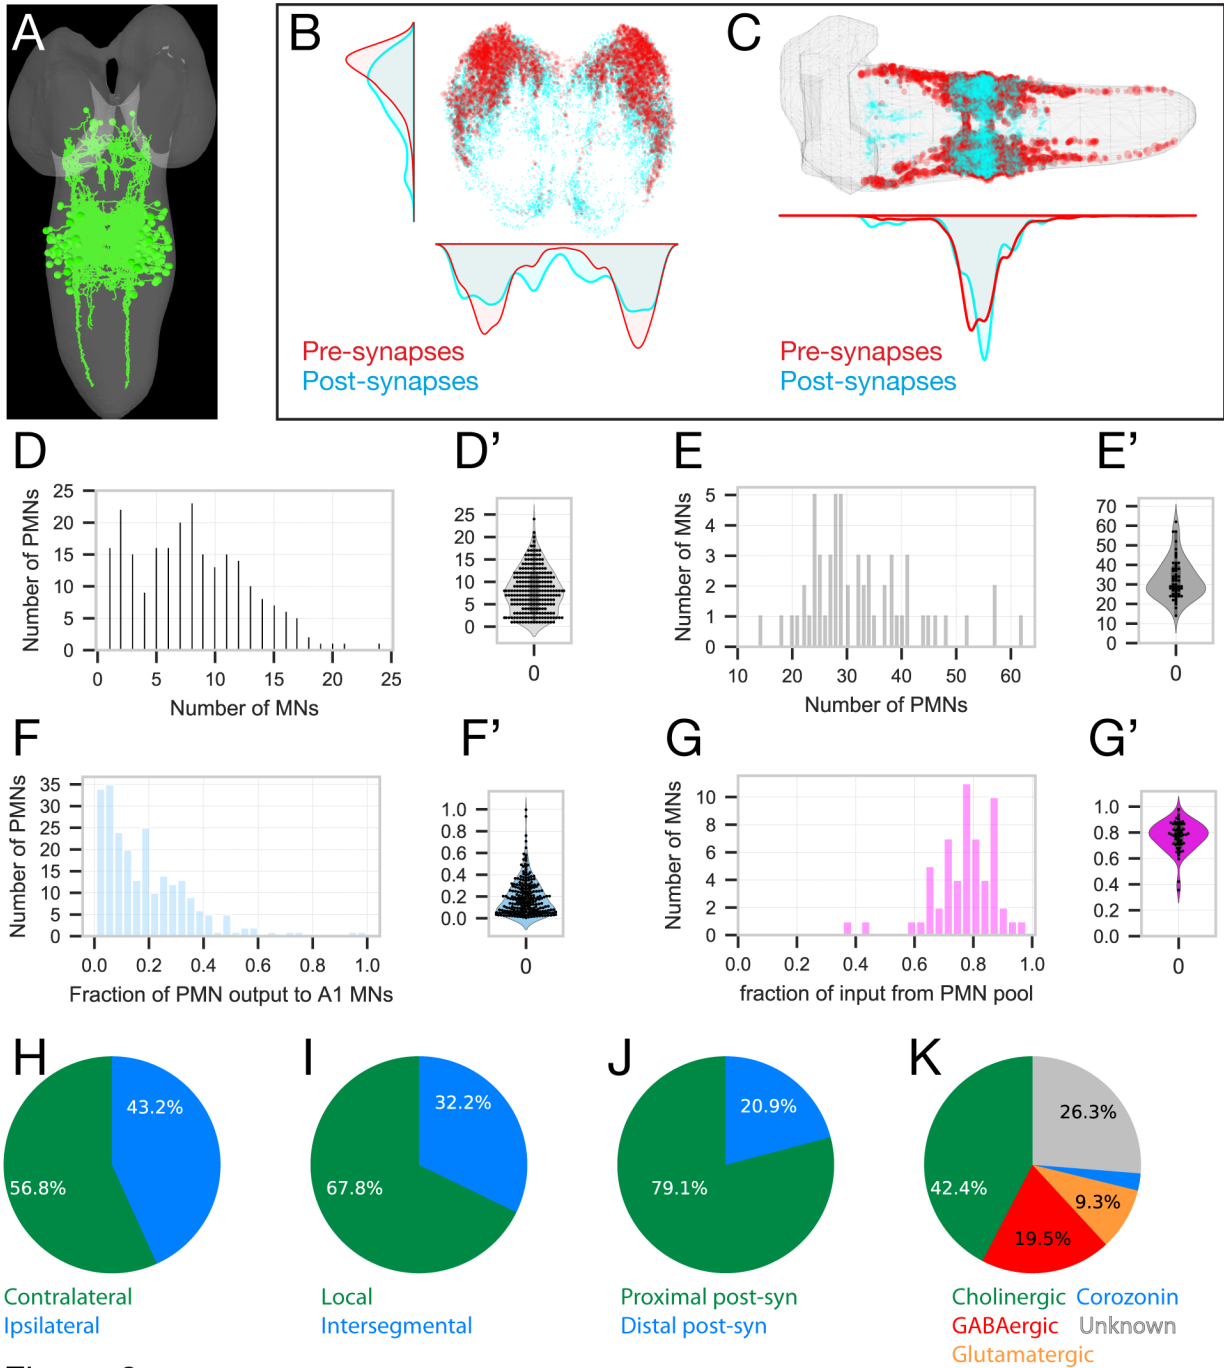 A
B
C
Pre-synapses
Post-synapses
Pre-synapses
Post-synapses
D
D’
E
E’
25
20
15
10
5
0
Number of PMNs
0 5 10 15 20 25
Number of MNs
25
20
15
10
5
0
0
5
4
3
2
1
0
Number of MNs
10 20 30 40 50 60
Number of PMNs
70
60
50
40
30
20
10
0
0
F
F’
G
G’
35
30
25
20
15
10
5
0
Number of PMNs
0.0 0.2 0.4 0.6 0.8 1.0
Fraction of PMN output to A1 MNs
1.0
0.8
0.6
0.4
0.2
0.0
0
10
8
6
4
2
0
Number of MNs
0.0 0.2 0.4 0.6 0.8 1.0
fraction of input from PMN pool
1.0
0.8
0.6
0.4
0.2
0.0
0
H
43.2%
56.8%
Contralateral
Ipsilateral
I
32.2%
67.8%
Local
Intersegmental
J
20.9%
79.1%
Proximal post-syn
Distal post-syn
K
26.3%
42.4%
9.3%
19.5%
Cholinergic Corozonin
GABAergic Unknown
Glutamatergic